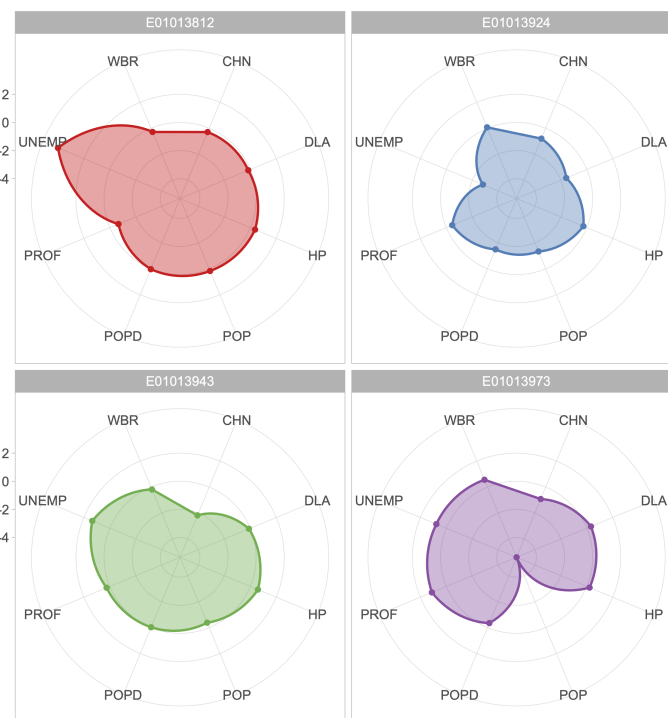 E01013812
E01013924
WBR CHN
WBR CHN
2
0
-2
-4
UNEMP DLA
UNEMP DLA
PROF HP
PROF HP
POPD POP
POPD POP
E01013943
E01013973
WBR CHN
WBR CHN
2
0
-2
-4
UNEMP DLA
UNEMP DLA
PROF HP
PROF HP
POPD POP
POPD POP